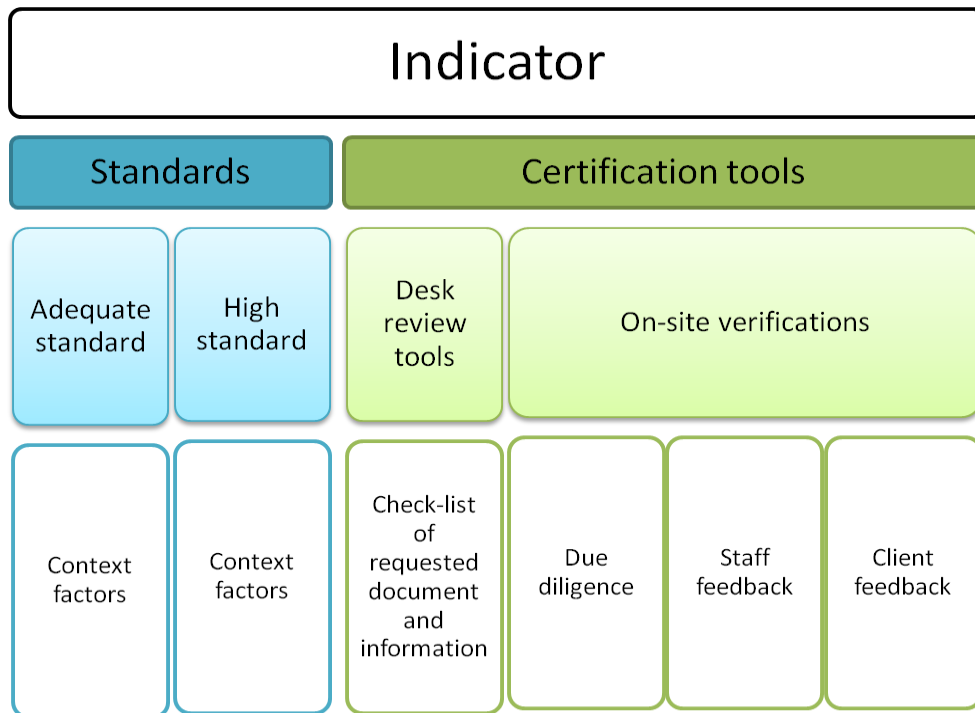 Indicator
Standards
Certification tools
Adequate
standard
High
standard
Desk
review
tools
On-site verifications
Context
factors
Context
factors
Check-list
of
requested
document
and
information
Due
diligence
Staff
feedback
Client
feedback